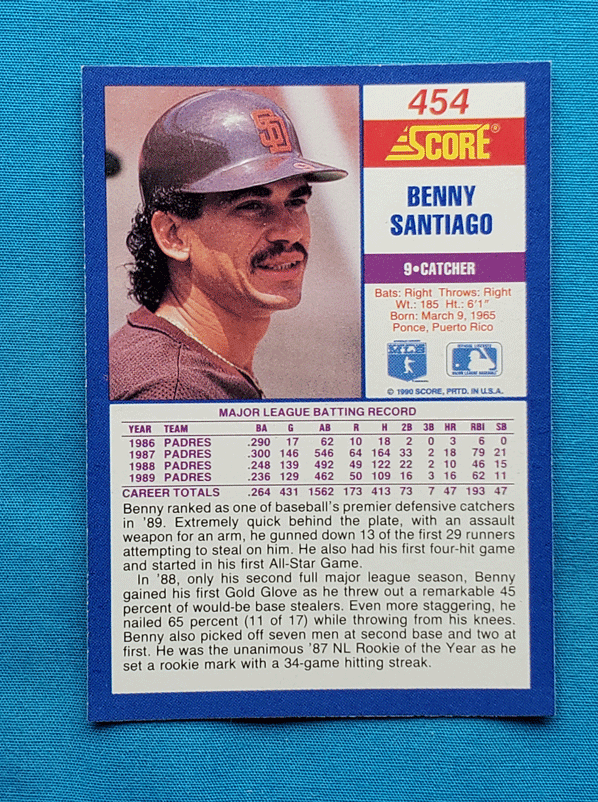 454
SCORE®
BENNY
SANTIAGO
9•CATCHER
Bats: Right Throws: Right
Wt.: 185 Ht.: 6'1"
Born: March 9, 1965
Ponce, Puerto Rico
© 1990 SCORE, PRTD. IN U.S.A.
SD
MAJOR LEAGUE BATTING RECORD
YEAR TEAM BA G AB R H 2B 3B HR RBI SB
1986 PADRES .290 17 62 10 18 2 0 3 6 0
1987 PADRES .300 146 546 64 164 33 2 18 79 21
1988 PADRES .248 139 492 49 122 22 2 10 46 15
1989 PADRES .236 129 462 50 109 16 3 16 62 11
CAREER TOTALS .264 431 1562 173 413 73 7 47 193 47
Benny ranked as one of baseball's premier defensive catchers
in '89. Extremely quick behind the plate, with an assault
weapon for an arm, he gunned down 13 of the first 29 runners
attempting to steal on him. He also had his first four-hit game
and started in his first All-Star Game.
In '88, only his second full major league season, Benny
gained his first Gold Glove as he threw out a remarkable 45
percent of would-be base stealers. Even more staggering, he
nailed 65 percent (11 of 17) while throwing from his knees.
Benny also picked off seven men at second base and two at
first. He was the unanimous '87 NL Rookie of the Year as he
set a rookie mark with a 34-game hitting streak.